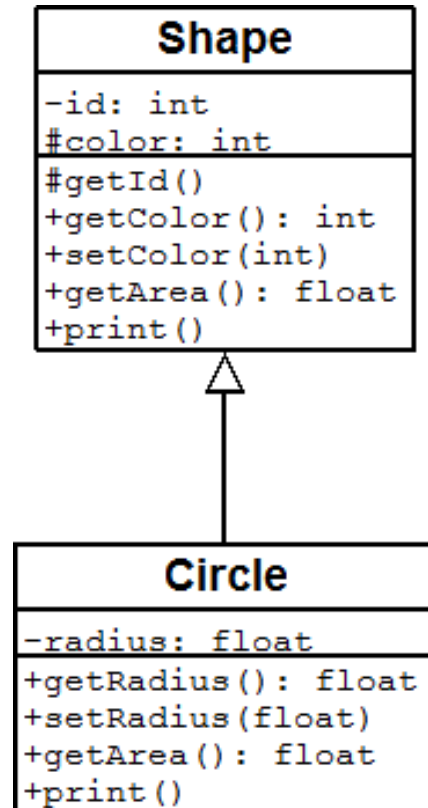 Shape
-id: int
#color: int
#getId()
+getColor(): int
+setColor(int)
+getArea(): float
+print()
Circle
-radius: float
+getRadius(): float
+setRadius(float)
+getArea(): float
+print()